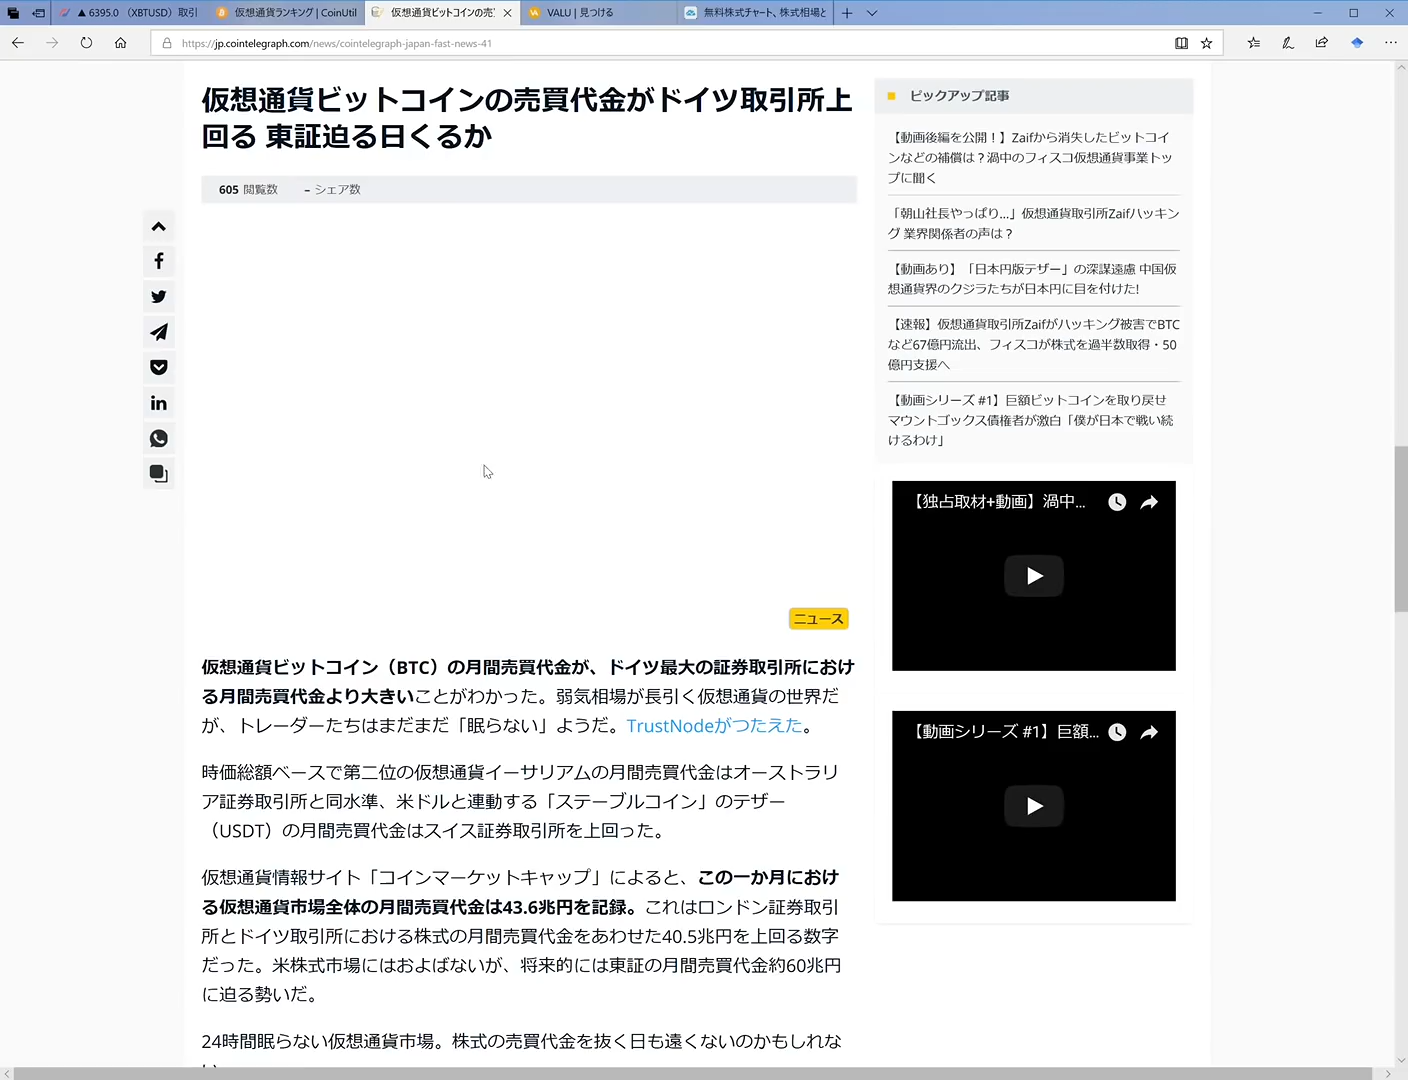 ▲ 6395.0 （XBTUSD）取引
仮想通貨ランキング | CoinUtil
仮想通貨ビットコインの売
VALU | 見つける
無料株式チャート、株式相場と
https://jp.cointelegraph.com/news/cointelegraph-japan-fast-news-41
仮想通貨ビットコインの売買代金がドイツ取引所上
回る 東証迫る日くるか
605 閲覧数 – シェア数
ニュース
仮想通貨ビットコイン（BTC）の月間売買代金が、ドイツ最大の証券取引所におけ
る月間売買代金より大きいことがわかった。弱気相場が長引く仮想通貨の世界だ
が、トレーダーたちはまだまだ「眠らない」ようだ。TrustNodeがつたえた。
時価総額ベースで第二位の仮想通貨イーサリアムの月間売買代金はオーストラリ
ア証券取引所と同水準、米ドルと連動する「ステーブルコイン」のテザー
（USDT）の月間売買代金はスイス証券取引所を上回った。
仮想通貨情報サイト「コインマーケットキャップ」によると、この一か月におけ
る仮想通貨市場全体の月間売買代金は43.6兆円を記録。これはロンドン証券取引
所とドイツ取引所における株式の月間売買代金をあわせた40.5兆円を上回る数字
だった。米株式市場にはおよばないが、将来的には東証の月間売買代金約60兆円
に迫る勢いだ。
24時間眠らない仮想通貨市場。株式の売買代金を抜く日も遠くないのかもしれな
ピックアップ記事
【動画後編を公開！】Zaifから消失したビットコイ
ンなどの補償は？渦中のフィスコ仮想通貨事業トッ
プに聞く
「朝山社長やっぱり...」仮想通貨取引所Zaifハッキン
グ 業界関係者の声は？
【動画あり】「日本円版テザー」の深謀遠慮 中国仮
想通貨界のクジラたちが日本円に目を付けた!
【速報】仮想通貨取引所Zaifがハッキング被害でBTC
など67億円流出、フィスコが株式を過半数取得・50
億円支援へ
【動画シリーズ #1】巨額ビットコインを取り戻せ
マウントゴックス債権者が激白「僕が日本で戦い続
けるわけ」
【独占取材+動画】渦中...
【動画シリーズ #1】巨額...